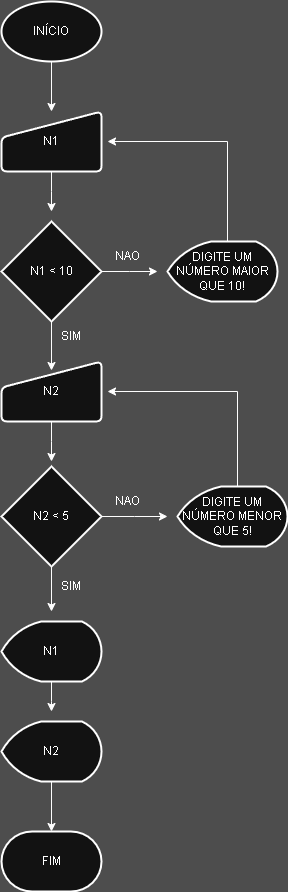 INÍCIO
N1
N1 < 10
NAO
DIGITE UM
NÚMERO MAIOR
QUE 10!
SIM
N2
N2 < 5
NAO
DIGITE UM
NÚMERO MENOR
QUE 5!
SIM
N1
N2
FIM